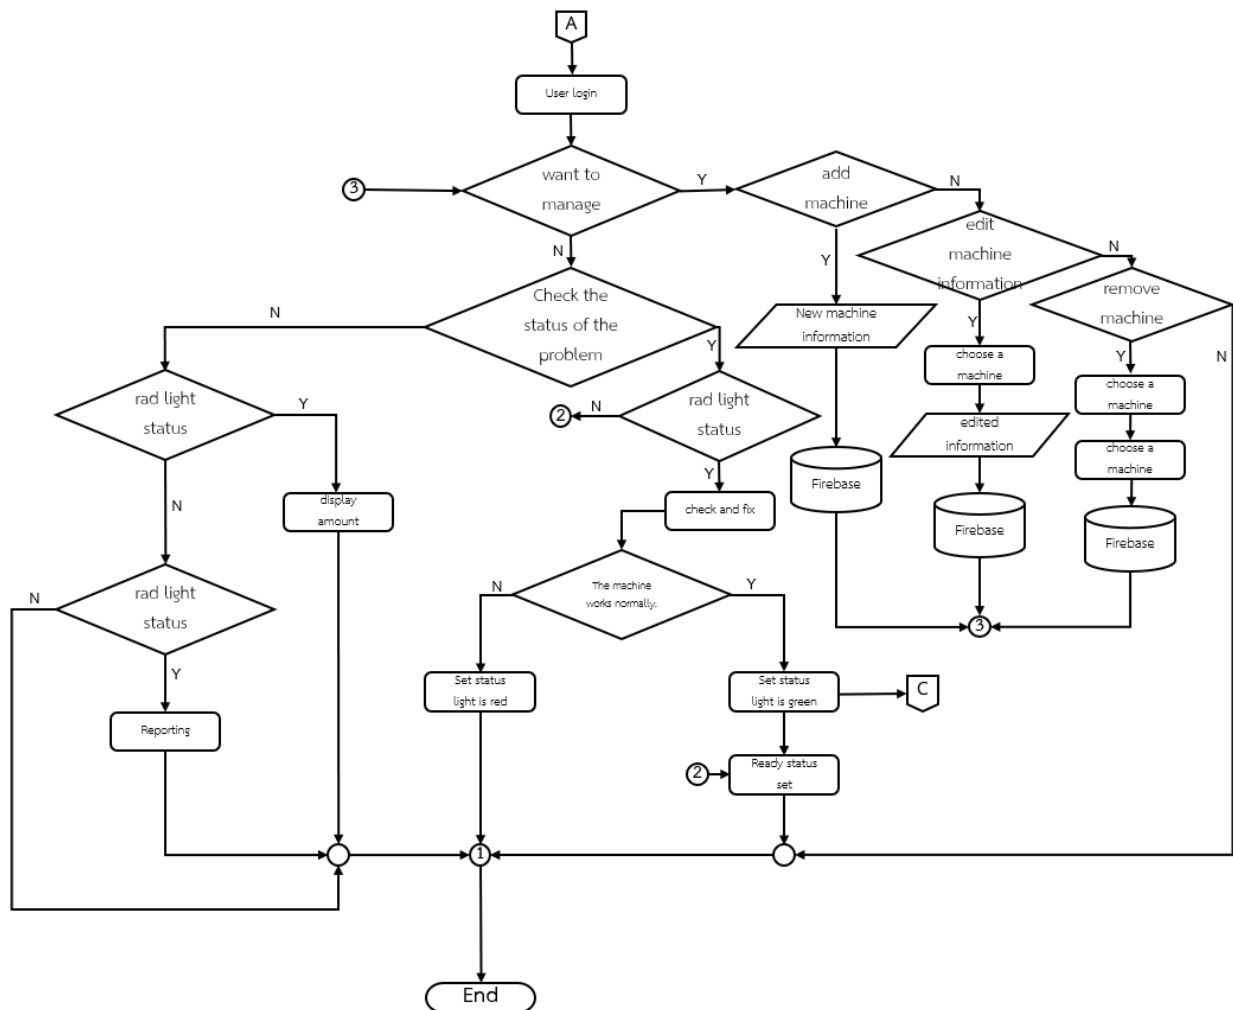 A
User login
want to
manage
3
Y
add
machine
N
edit
machine
information
N
remove
machine
N
Y
N
Check the
status of the
problem
N
Y
New machine
information
Y
choose a
machine
Y
choose a
machine
N
rad light
status
Y
2
N
rad light
status
edited
information
choose a
machine
Y
Firebase
Firebase
Firebase
N
display
amount
check and fix
N
rad light
status
N
The machine
works normally.
Y
3
Y
Set status
light is red
Set status
light is green
C
Reporting
2
Ready status
set
1
End